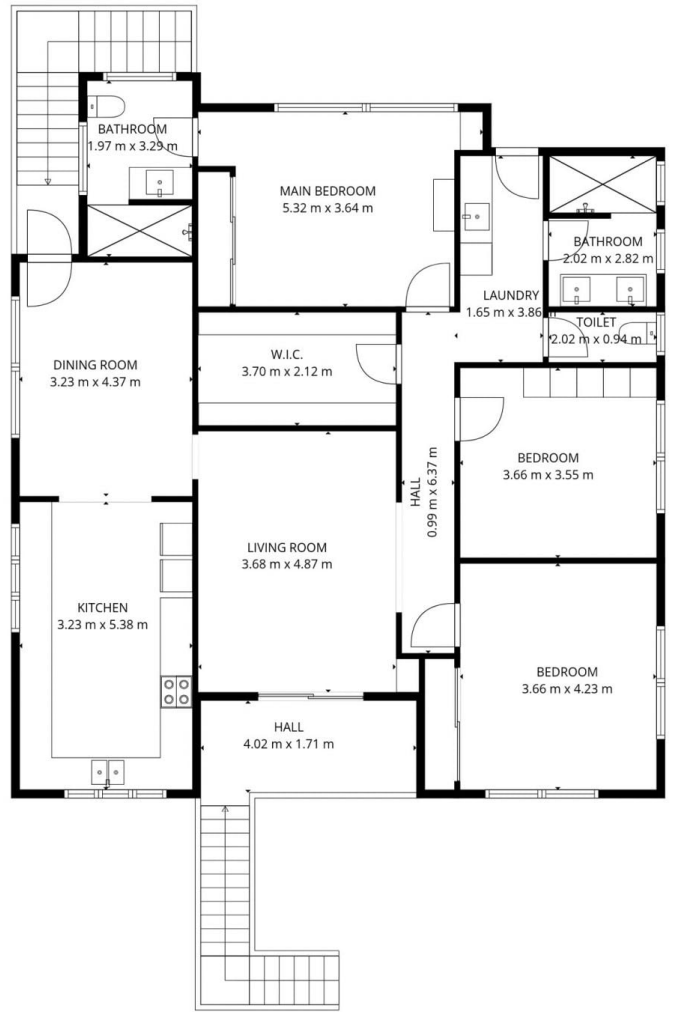 BATHROOM
1.97 m x 3.29 m
MAIN BEDROOM
5.32 m x 3.64 m
BATHROOM
2.02 m x 2.82 m
LAUNDRY
1.65 m x 3.86
TOILET
2.02 m x 0.94 m
DINING ROOM
3.23 m x 4.37 m
W.I.C.
3.70 m x 2.12 m
BEDROOM
3.66 m x 3.55 m
HALL
0.99 m x 6.37 m
LIVING ROOM
3.68 m x 4.87 m
KITCHEN
3.23 m x 5.38 m
BEDROOM
3.66 m x 4.23 m
HALL
4.02 m x 1.71 m